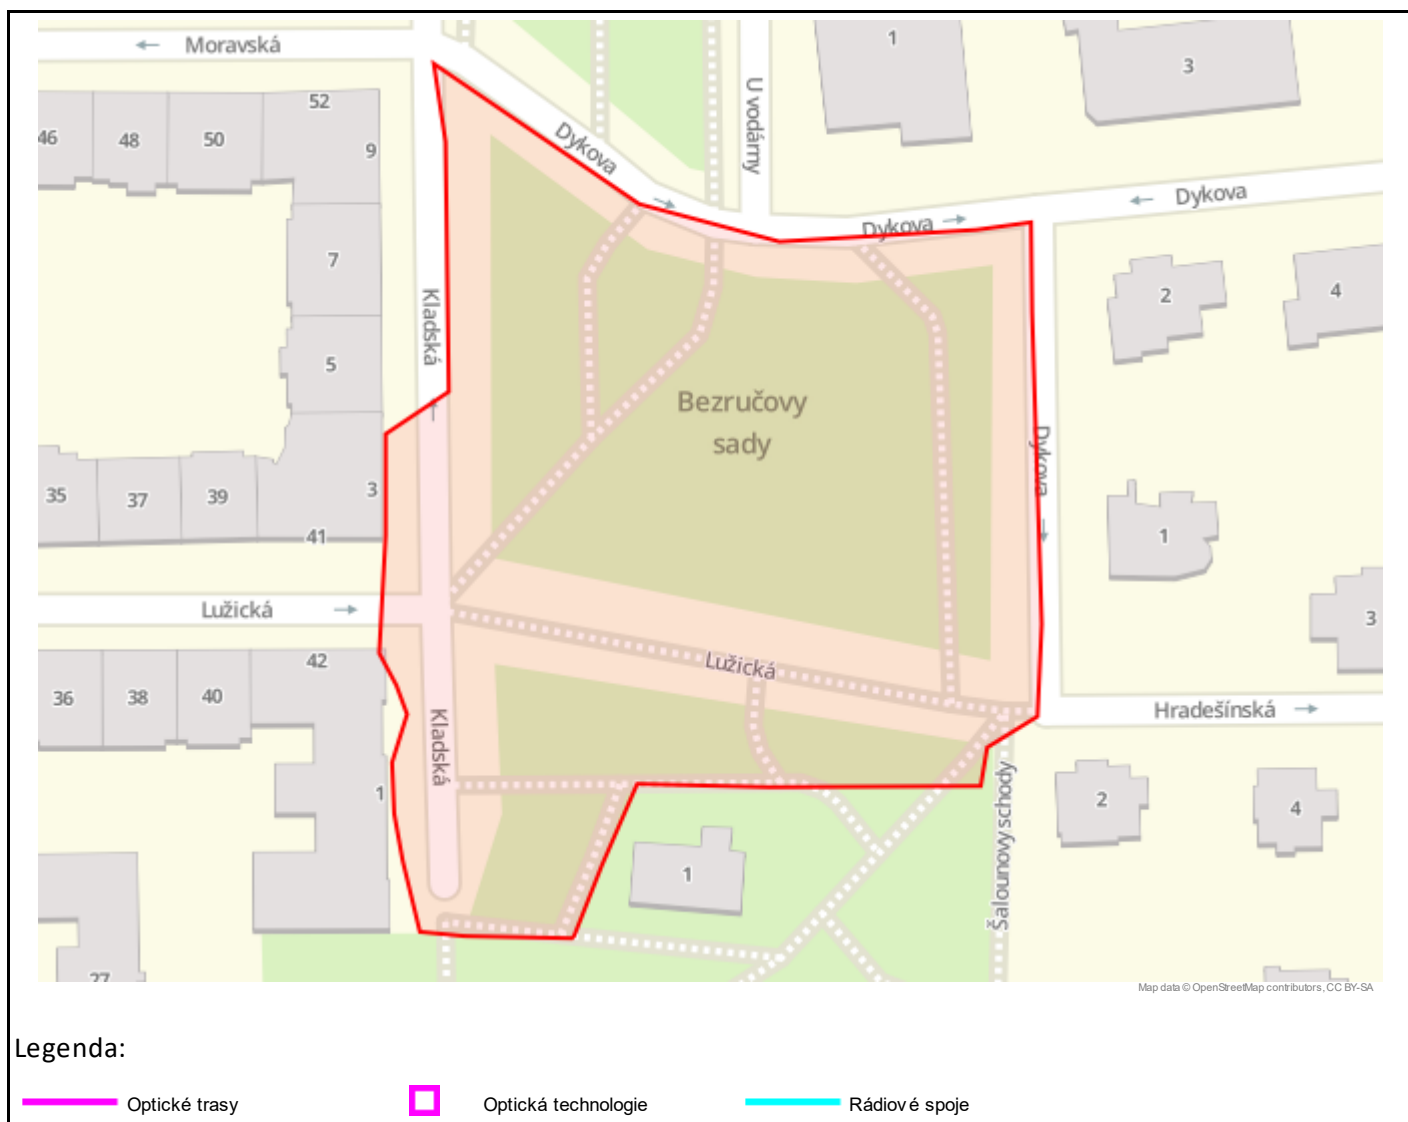 Moravská
1
3
52
46
48
50
9
U vodárny
Dykova
Dykova
Dykova
7
2
4
Kladská
5
Bezručovy
sady
Dykova
35
37
39
3
41
1
Lužická
3
42
Lužická
36
38
40
Kladská
Hradešínská
1
Šalounovy schody
2
4
1
27
Map data © OpenStreetMap contributors, CC BY-SA
Legenda:
Optické trasy
Optická technologie
Rádiové spoje